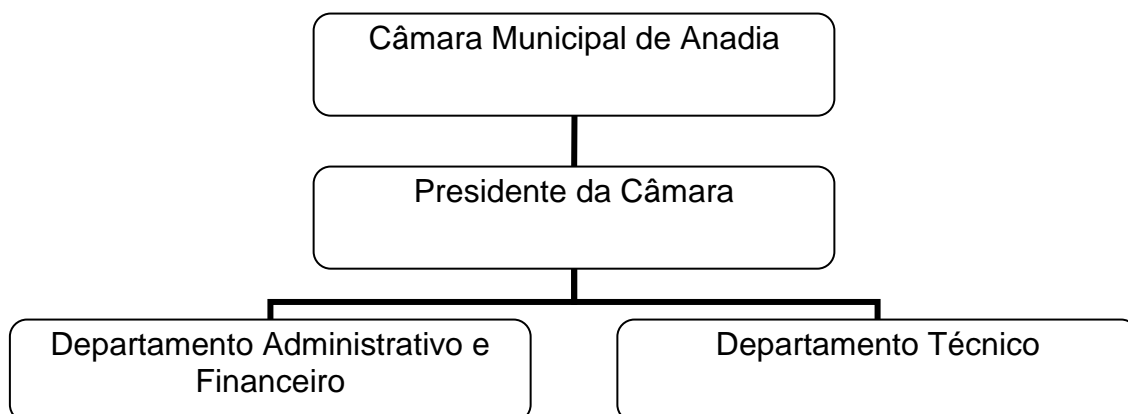 Câmara Municipal de Anadia
Presidente da Câmara
Departamento Administrativo e
Financeiro
Departamento Técnico